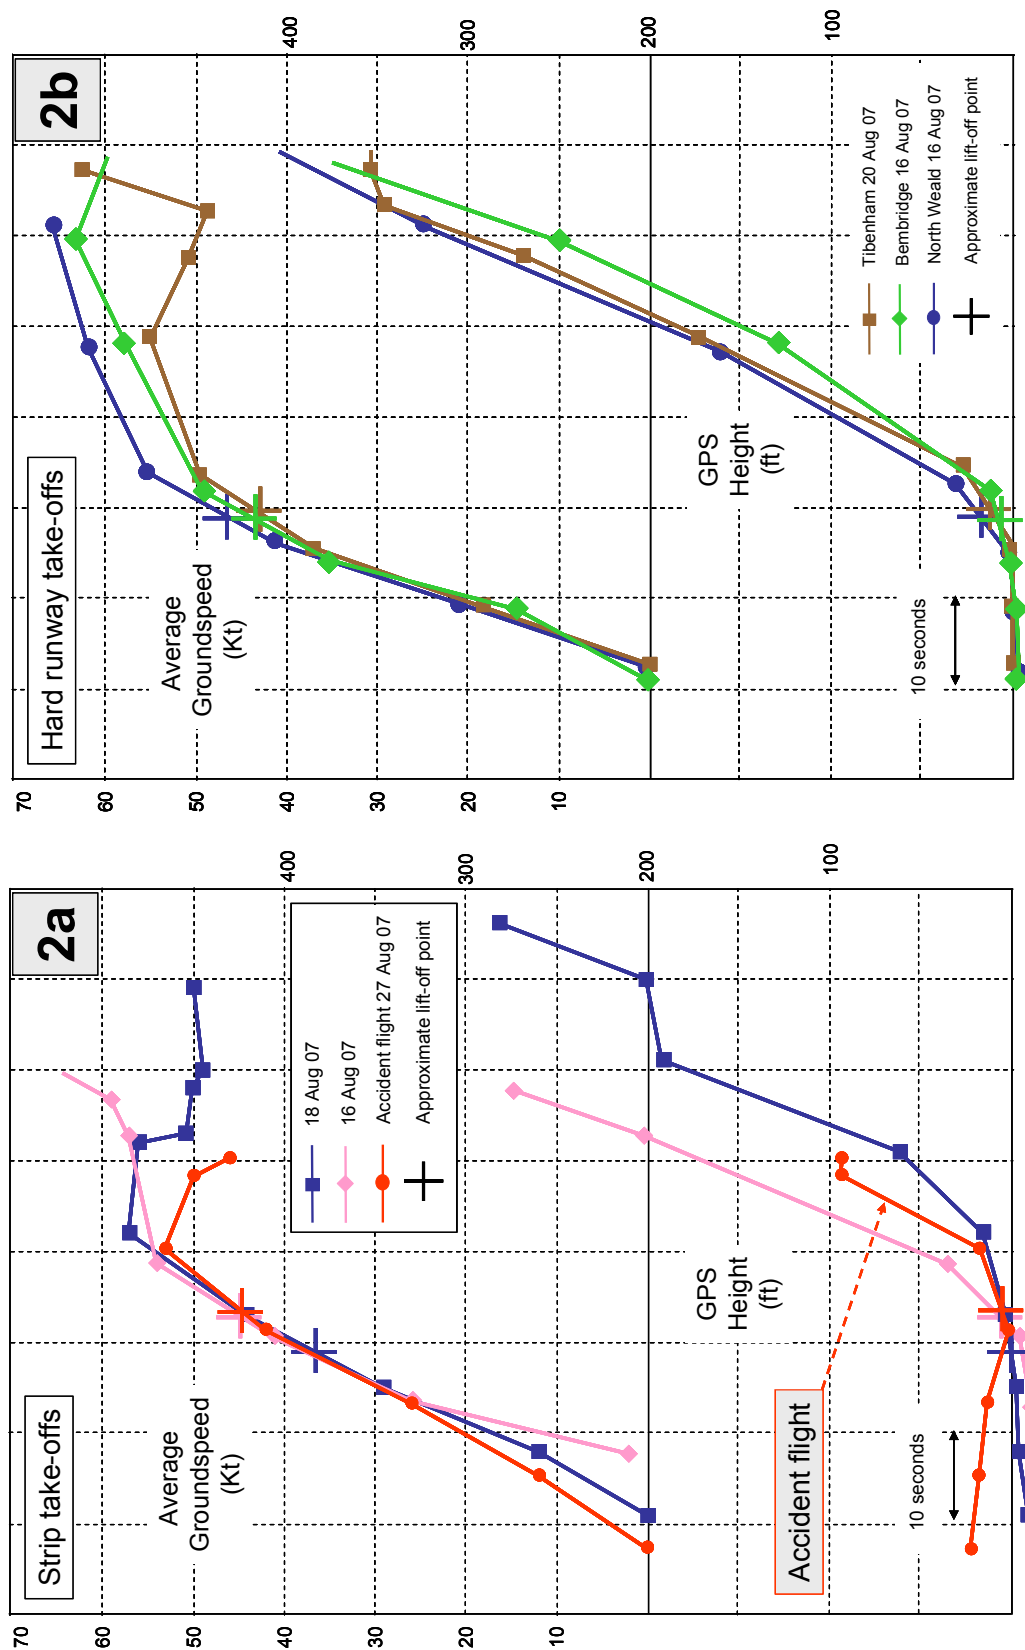 Strip take-offs
2a
70
60
50
40
30
20
10
400
300
200
100
Average
Groundspeed
(Kt)
18 Aug 07
16 Aug 07
Accident flight 27 Aug 07
Approximate lift-off point
GPS
Height
(ft)
Accident flight
10 seconds
Hard runway take-offs
2b
70
60
50
40
30
20
10
400
300
200
100
Average
Groundspeed
(Kt)
GPS
Height
(ft)
Tibenham 20 Aug 07
Bembridge 16 Aug 07
North Weald 16 Aug 07
Approximate lift-off point
10 seconds